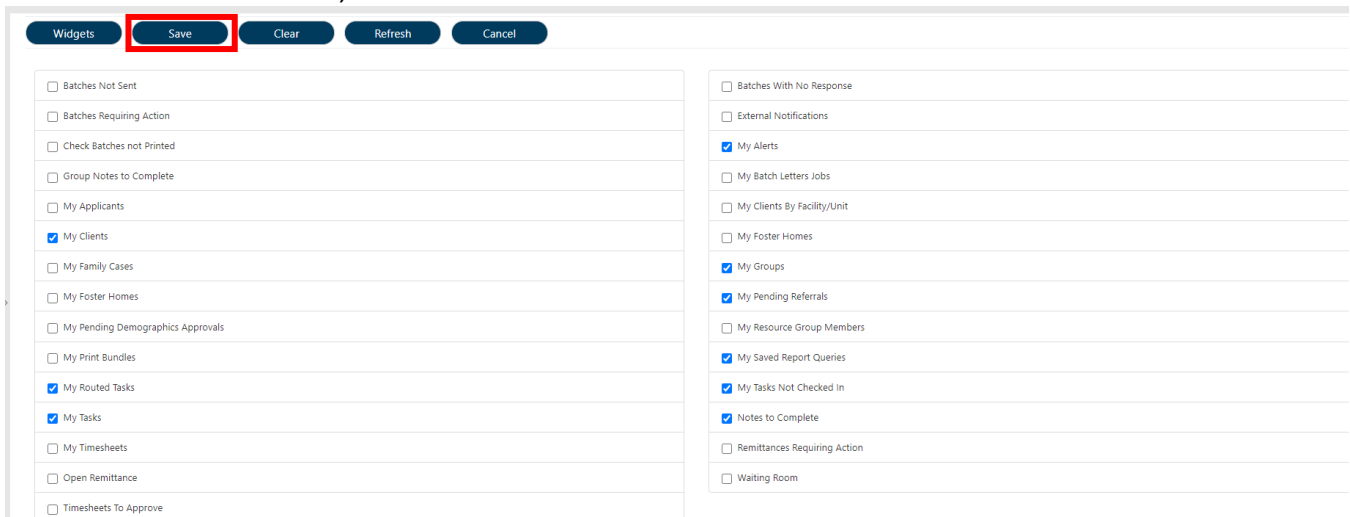 Widgets Save Clear Refresh Cancel
Batches Not Sent
Batches Requiring Action
Check Batches not Printed
Group Notes to Complete
My Applicants
My Clients
My Family Cases
My Foster Homes
My Pending Demographics Approvals
My Print Bundles
My Routed Tasks
My Tasks
My Timesheets
Open Remittance
Timesheets To Approve
Batches With No Response
External Notifications
My Alerts
My Batch Letters Jobs
My Clients By Facility/Unit
My Foster Homes
My Groups
My Pending Referrals
My Resource Group Members
My Saved Report Queries
My Tasks Not Checked In
Notes to Complete
Remittances Requiring Action
Waiting Room